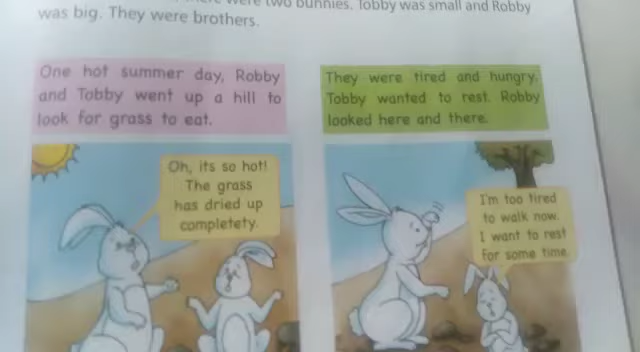 were two bunnies. Tobby was small and Robby
was big. They were brothers.
One hot summer day, Robby
and Tobby went up a hill to
look for grass to eat.
They were tired and hungry.
Tobby wanted to rest. Robby
looked here and there.
Oh, its so hot!
The grass
has dried up
completety.
I'm too tired
to walk now.
I want to rest
for some time.